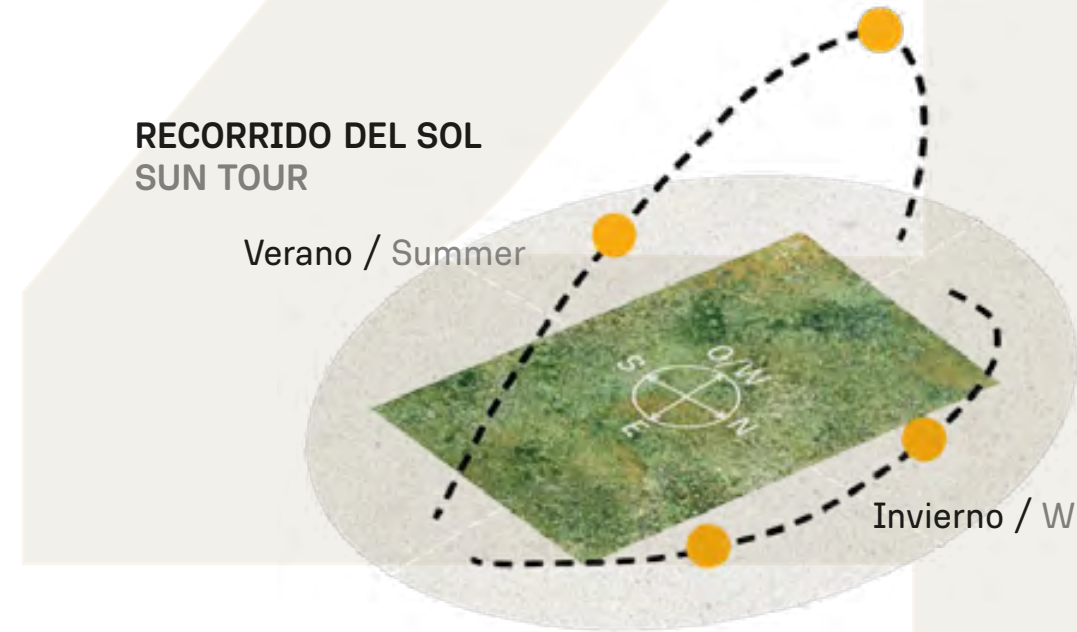 RECORRIDO DEL SOL
SUN TOUR
Verano / Summer
O/W
S
E
N
Invierno / W